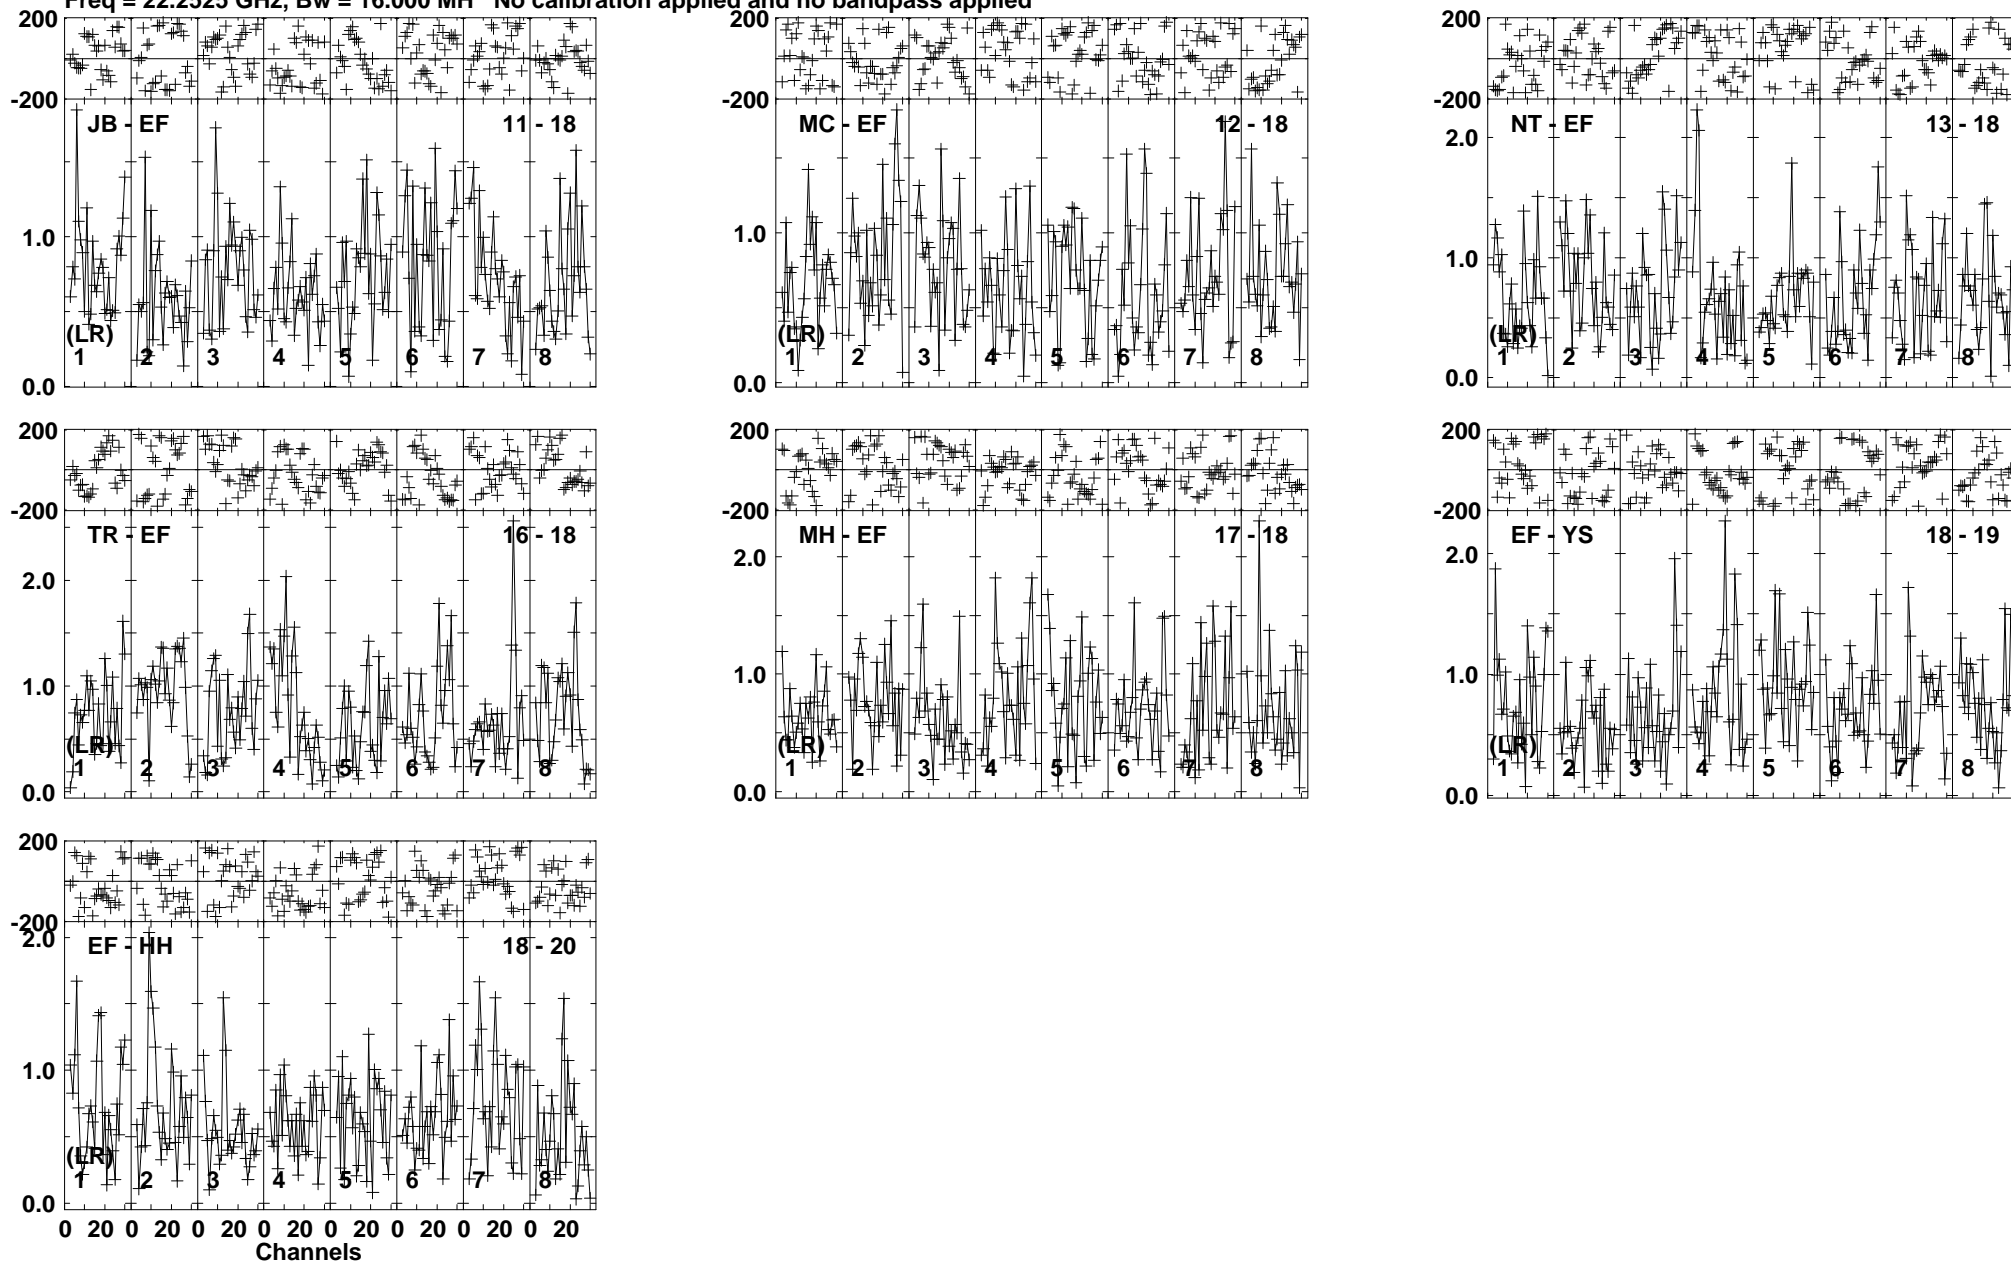 Freq = 22.2525 GHz, Bw = 16.000 MH No calibration applied and no bandpass applied
200 200 200
-200 -200 -200
JB - EF 11 - 18 MC - EF 12 - 18 NT - EF 13 - 18
2.0
1.0 1.0 1.0
(LR) (LR) (LR)
1 2 3 4 5 6 7 8 1 2 3 4 5 6 7 8 1 2 3 4 5 6 7 8
0.0 0.0 0.0
200 200 200
-200 -200 -200
TR - EF 16 - 18 MH - EF 17 - 18 EF - YS 18 - 19
2.0 2.0 2.0
1.0 1.0 1.0
(LR) (LR) (LR)
1 2 3 4 5 6 7 8 1 2 3 4 5 6 7 8 1 2 3 4 5 6 7 8
0.0 0.0 0.0
200
-200
2.0
EF - HH 18 - 20
1.0
(LR)
1 2 3 4 5 6 7 8
0.0
0 20 0 20 0 20 0 20 0 20 0 20 0 20 0 20
Channels